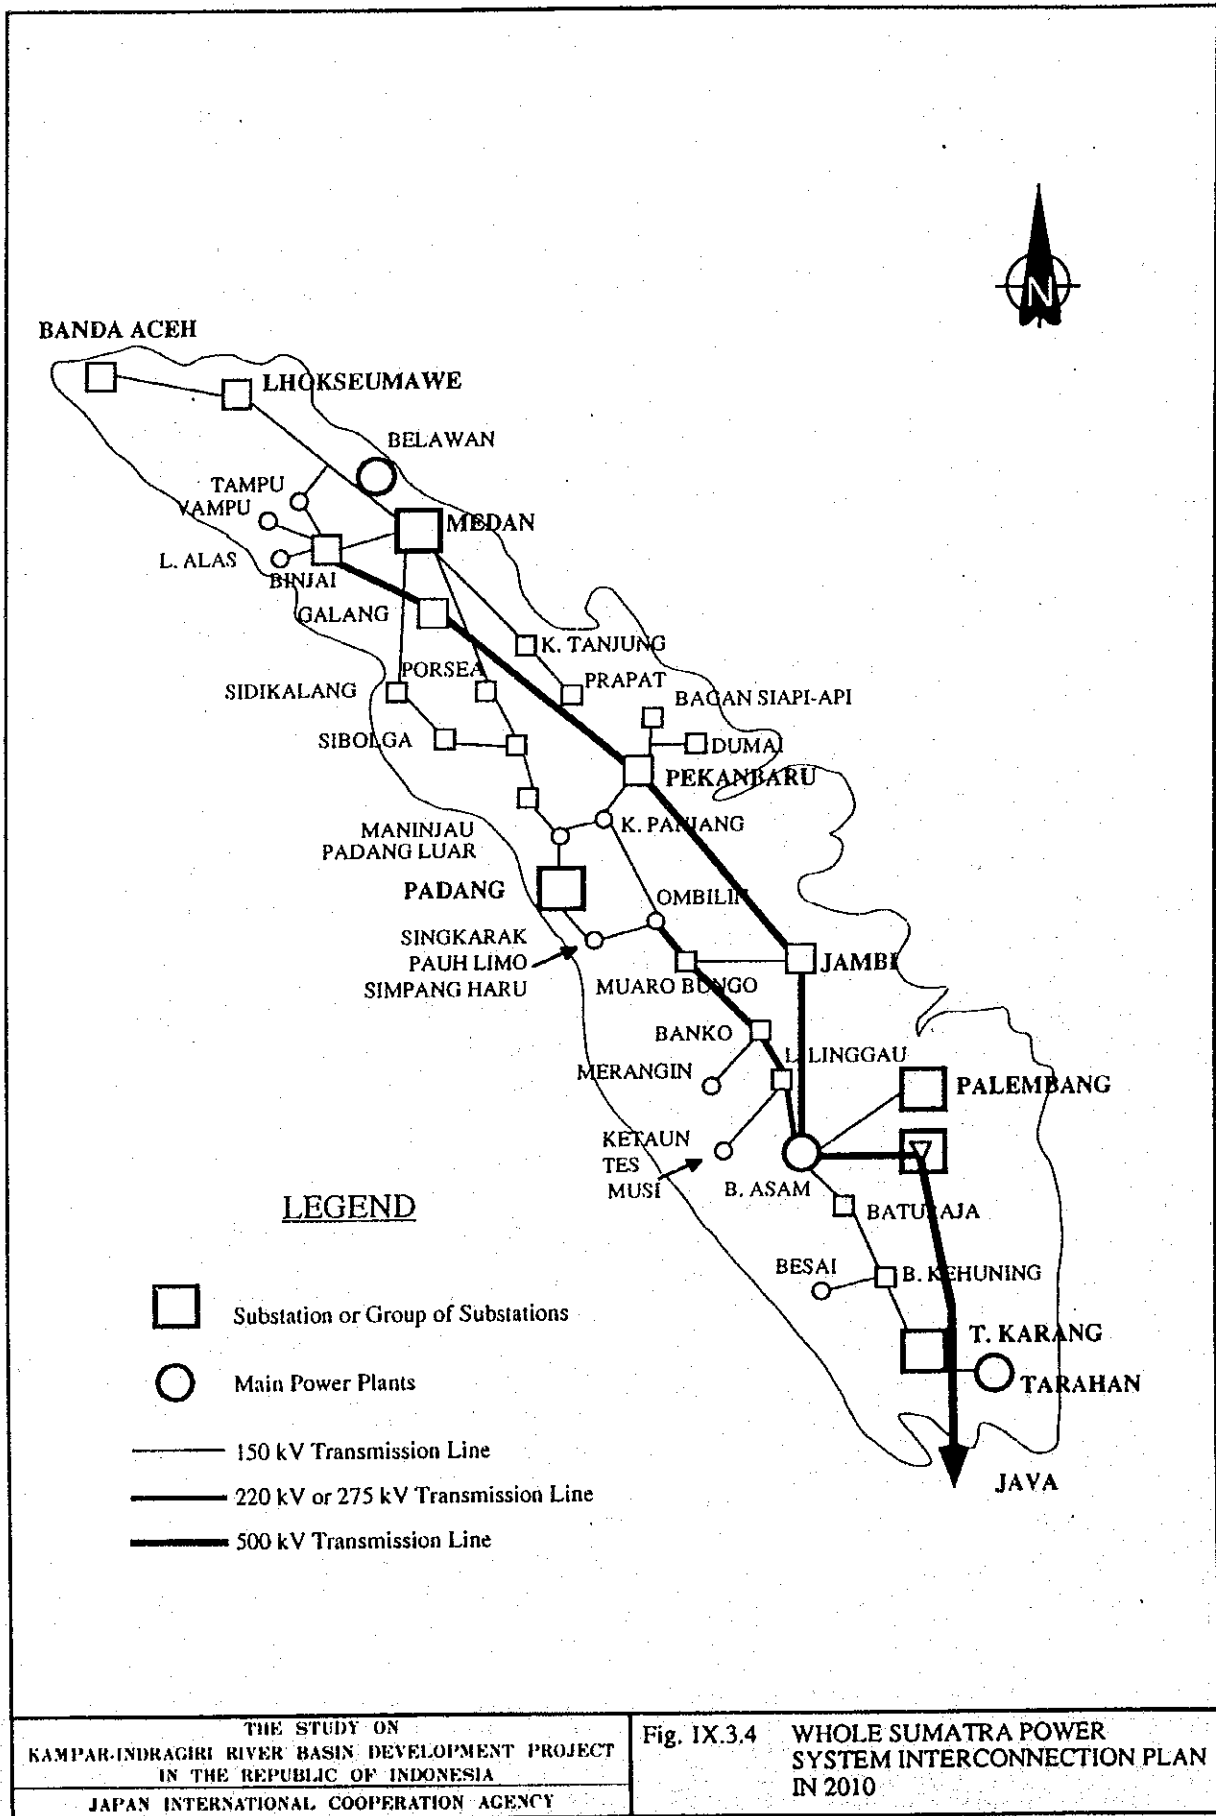 N
BANDA ACEH
LHOKSEUMAWE
BELAWAN
TAMPU
VAMPU
MEDAN
L. ALAS
BINJAI
GALANG
K. TANJUNG
PORSEA
PRAPAT
SIDIKALANG
BAGAN SIAPI-API
SIBOLGA
DUMAI
PEKANBARU
MANINJAU
K. PANJANG
PADANG LUAR
PADANG
OMBILIN
SINGKARAK
PAUH LIMO
JAMBI
SIMPANG HARU
MUARO BUNGO
BANKO
L. LINGGAU
MERANGIN
PALEMBANG
KETAUN
TES
MUSI
B. ASAM
BATURAJA
LEGEND
BESAI
B. KEHUNING
Substation or Group of Substations
T. KARANG
Main Power Plants
TARAHAN
150 kV Transmission Line
JAVA
220 kV or 275 kV Transmission Line
500 kV Transmission Line
THE STUDY ON
KAMPAR-INDRAGIRI RIVER BASIN DEVELOPMENT PROJECT
IN THE REPUBLIC OF INDONESIA
JAPAN INTERNATIONAL COOPERATION AGENCY
Fig. IX.3.4 WHOLE SUMATRA POWER
SYSTEM INTERCONNECTION PLAN
IN 2010